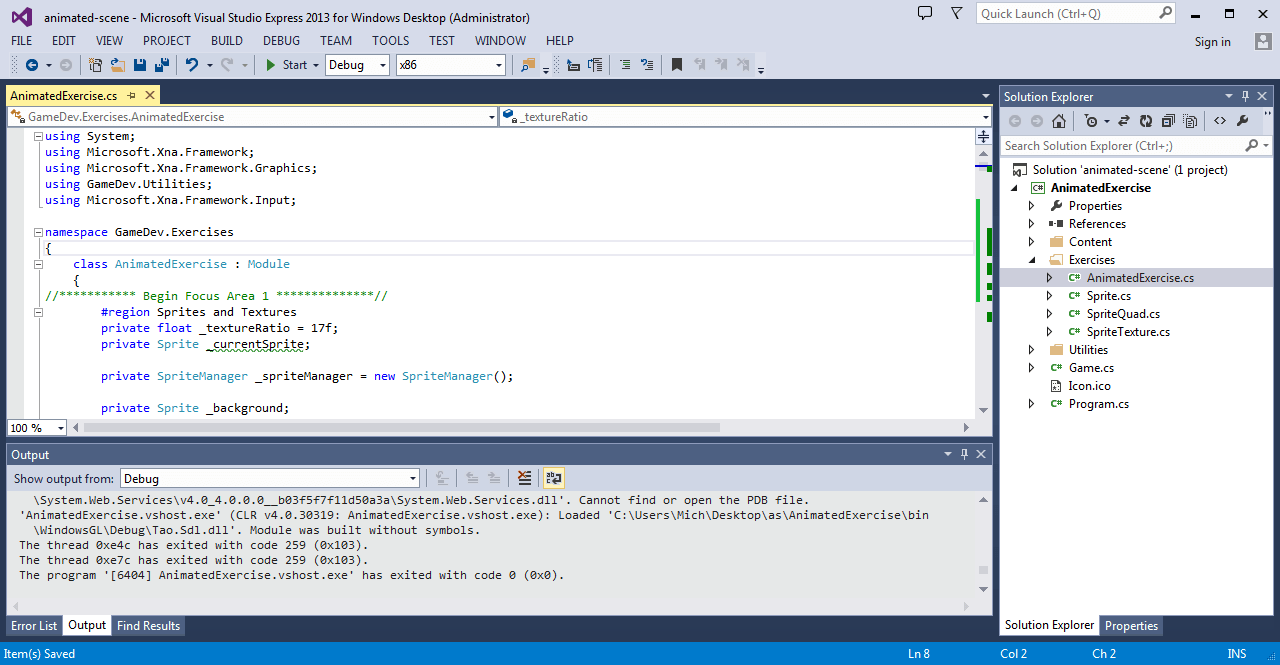 animated-scene - Microsoft Visual Studio Express 2013 for Windows Desktop (Administrator)
Quick Launch (Ctrl+Q)
FILE EDIT VIEW PROJECT BUILD DEBUG TEAM TOOLS TEST WINDOW HELP
Sign in
Start Debug x86
AnimatedExercise.cs
GameDev.Exercises.AnimatedExercise
_textureRatio
using System;
using Microsoft.Xna.Framework;
using Microsoft.Xna.Framework.Graphics;
using GameDev.Utilities;
using Microsoft.Xna.Framework.Input;
namespace GameDev.Exercises
{
class AnimatedExercise : Module
{
//*********** Begin Focus Area 1 **************//
#region Sprites and Textures
private float _textureRatio = 17f;
private Sprite _currentSprite;
private SpriteManager _spriteManager = new SpriteManager();
private Sprite _background;
100 %
Output
Show output from: Debug
\System.Web.Services\v4.0_4.0.0.0__b03f5f7f11d50a3a\System.Web.Services.dll'. Cannot find or open the PDB file.
'AnimatedExercise.vshost.exe' (CLR v4.0.30319: AnimatedExercise.vshost.exe): Loaded 'C:\Users\Mich\Desktop\as\AnimatedExercise\bin
\WindowsGL\Debug\Tao.Sdl.dll'. Module was built without symbols.
The thread 0xe4c has exited with code 259 (0x103).
The thread 0xe7c has exited with code 259 (0x103).
The program '[6404] AnimatedExercise.vshost.exe' has exited with code 0 (0x0).
Error List Output Find Results
Solution Explorer
Search Solution Explorer (Ctrl+;)
Solution 'animated-scene' (1 project)
C# AnimatedExercise
Properties
References
Content
Exercises
C# AnimatedExercise.cs
C# Sprite.cs
C# SpriteQuad.cs
C# SpriteTexture.cs
Utilities
C# Game.cs
Icon.ico
C# Program.cs
Solution Explorer Properties
Item(s) Saved
Ln 8 Col 2 Ch 2 INS